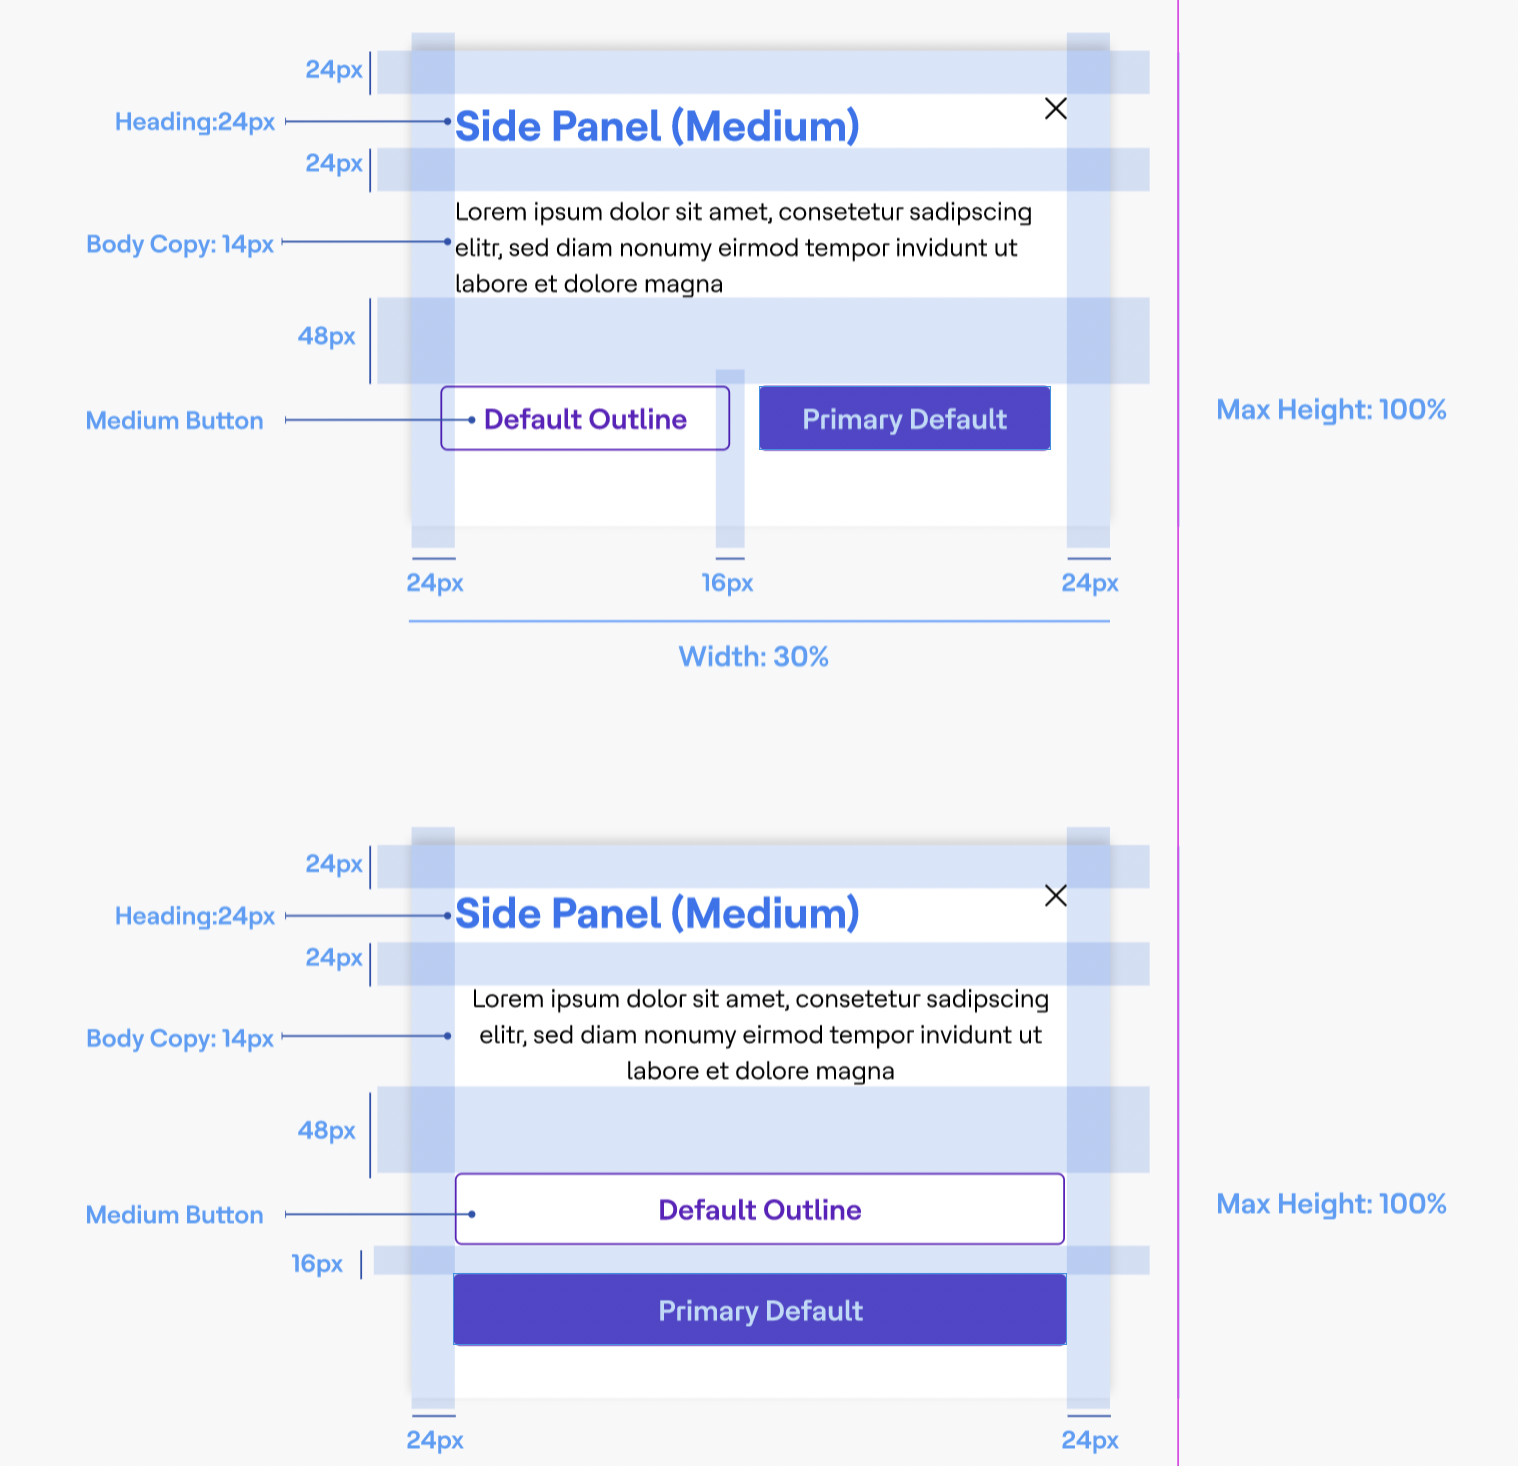 24px
Heading:24px
Side Panel (Medium)
24px
Lorem ipsum dolor sit amet, consetetur sadipscing
Body Copy: 14px
elitr, sed diam nonumy eirmod tempor invidunt ut
labore et dolore magna
48px
Medium Button
Default Outline
Primary Default
Max Height: 100%
24px
16px
24px
Width: 30%
24px
Heading:24px
Side Panel (Medium)
24px
Lorem ipsum dolor sit amet, consetetur sadipscing
Body Copy: 14px
elitr, sed diam nonumy eirmod tempor invidunt ut
labore et dolore magna
48px
Medium Button
Default Outline
Max Height: 100%
16px
Primary Default
24px
24px